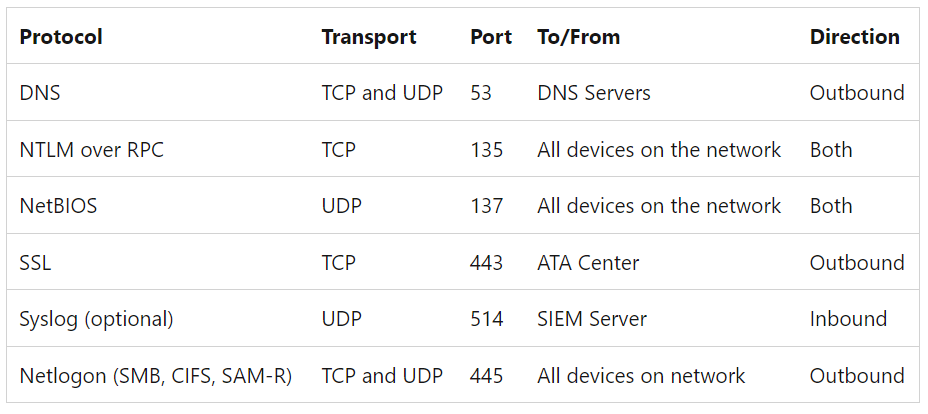 Protocol Transport Port To/From Direction
DNS TCP and UDP 53 DNS Servers Outbound
NTLM over RPC TCP 135 All devices on the network Both
NetBIOS UDP 137 All devices on the network Both
SSL TCP 443 ATA Center Outbound
Syslog (optional) UDP 514 SIEM Server Inbound
Netlogon (SMB, CIFS, SAM-R) TCP and UDP 445 All devices on network Outbound